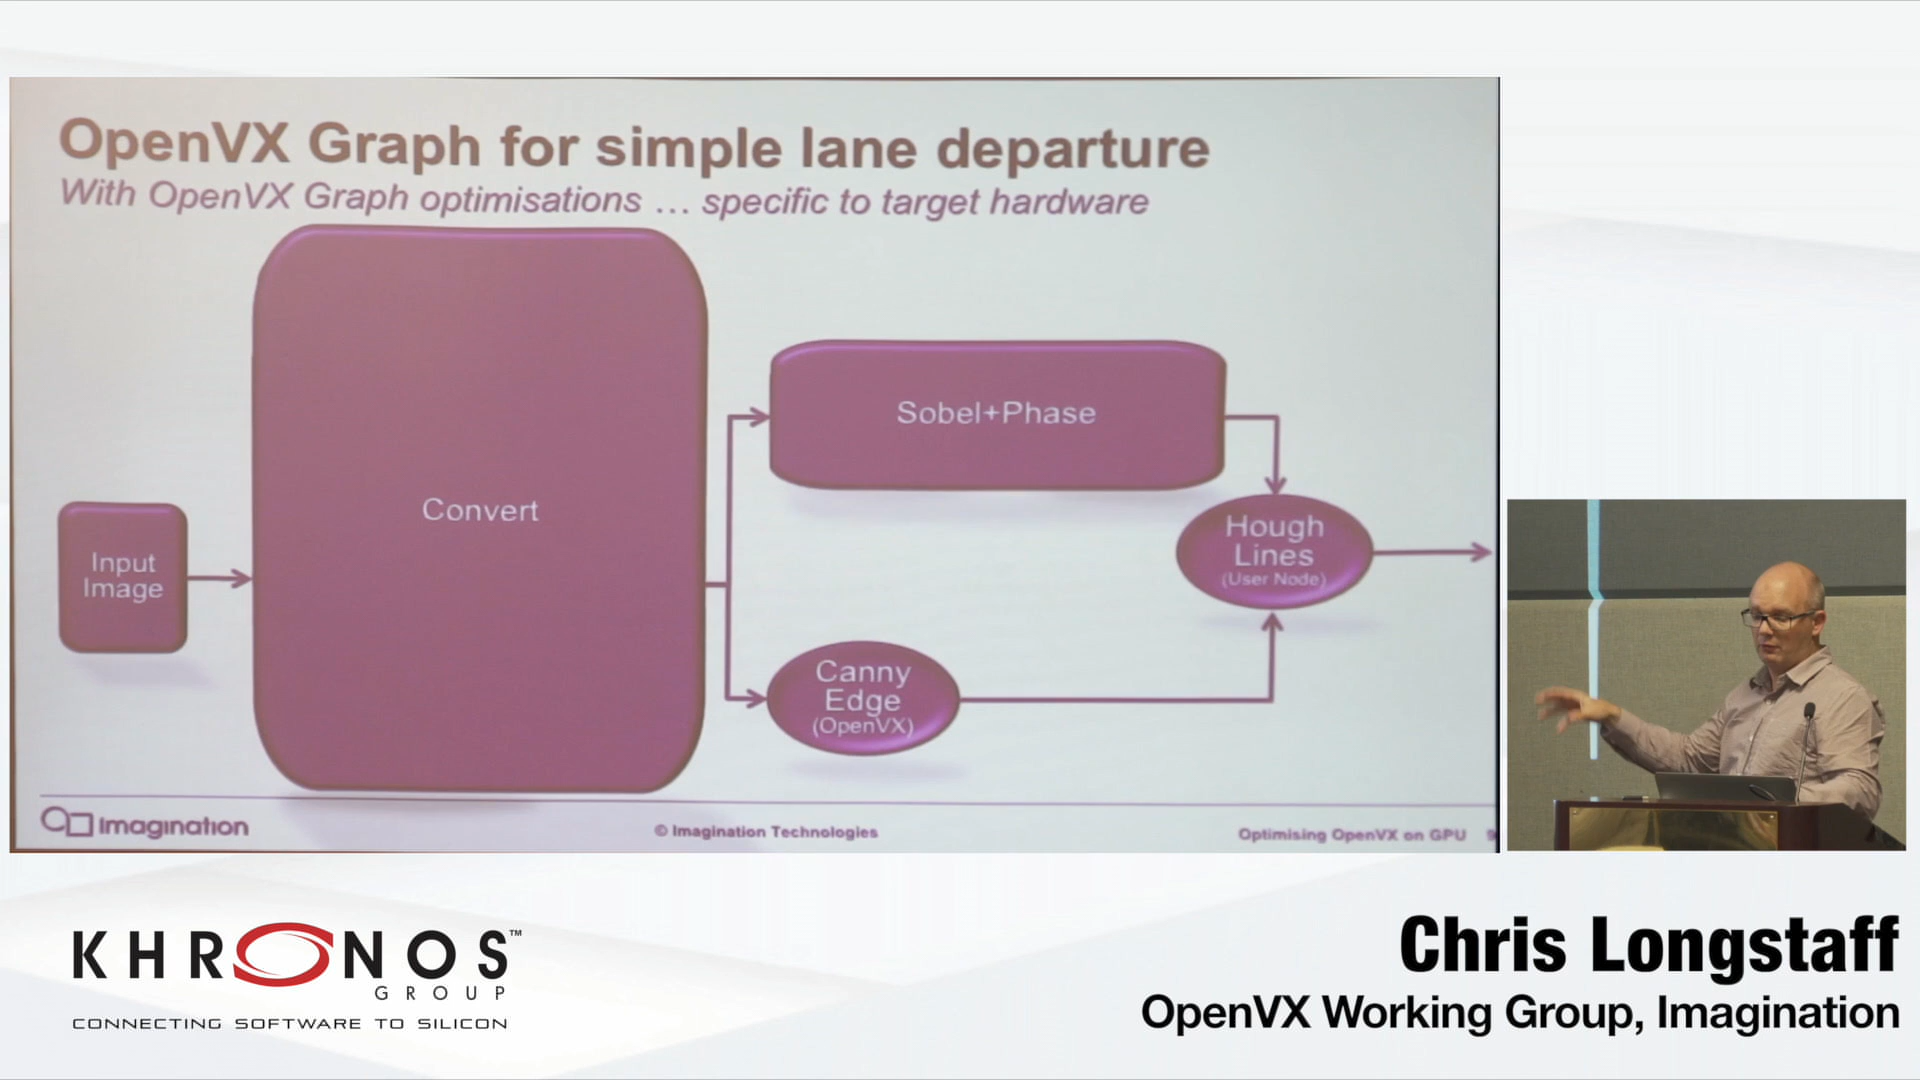 OpenVX Graph for simple lane departure
With OpenVX Graph optimisations ... specific to target hardware
Input
Image
Convert
Sobel+Phase
Hough
Lines
(User Node)
Canny
Edge
(OpenVX)
Imagination
© Imagination Technologies
Optimising OpenVX on GPU 9
KHRONOS™
GROUP
CONNECTING SOFTWARE TO SILICON
Chris Longstaff
OpenVX Working Group, Imagination